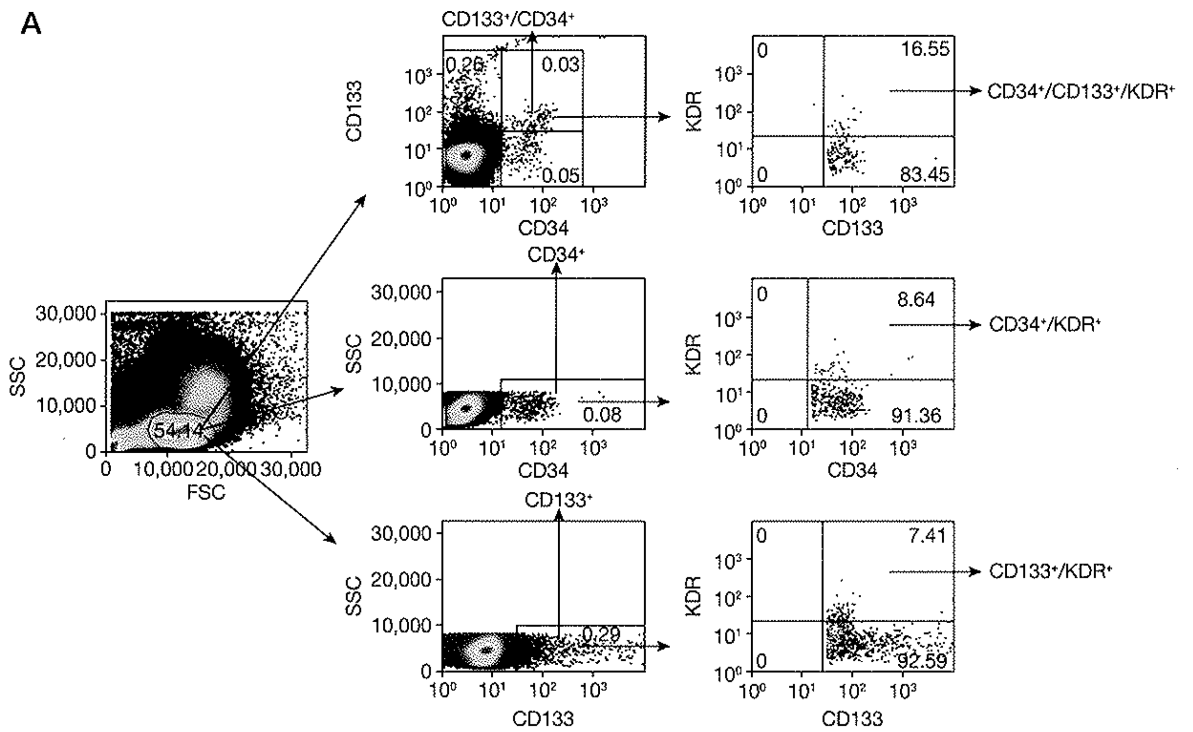 A
CD133⁺/CD34⁺
CD133
10³
10²
10¹
10⁰
0.26
0.03
0.05
10⁰ 10¹ 10² 10³
CD34
KDR
10³
10²
10¹
10⁰
0
16.55
0
83.45
10⁰ 10¹ 10² 10³
CD133
CD34⁺/CD133⁺/KDR⁺
SSC
30,000
20,000
10,000
0
54.14
0 10,000 20,000 30,000
FSC
CD34⁺
SSC
30,000
20,000
10,000
0
0.08
10⁰ 10¹ 10² 10³
CD34
KDR
10³
10²
10¹
10⁰
0
8.64
0
91.36
10⁰ 10¹ 10² 10³
CD34
CD34⁺/KDR⁺
CD133⁺
SSC
30,000
20,000
10,000
0
0.29
10⁰ 10¹ 10² 10³
CD133
KDR
10³
10²
10¹
10⁰
0
7.41
0
92.59
10⁰ 10¹ 10² 10³
CD133
CD133⁺/KDR⁺